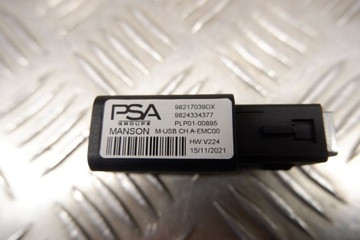 PSA
GROUPE
MANSON
98217039DX
9824334377
PLP01-00895
M-USB CH A-EMC00
HW V224
15/11/2021